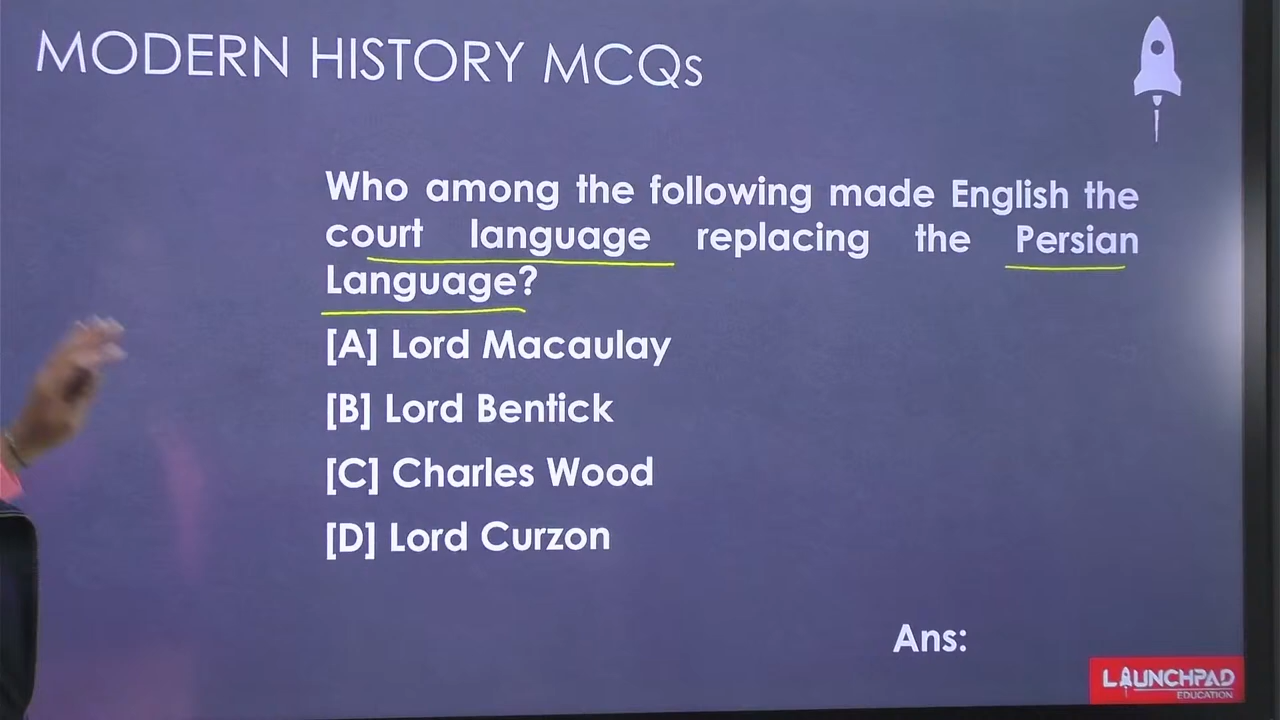 MODERN HISTORY MCQs
Who among the following made English the
court language replacing the Persian
Language?
[A] Lord Macaulay
[B] Lord Bentick
[C] Charles Wood
[D] Lord Curzon
Ans:
LAUNCHPAD
EDUCATION